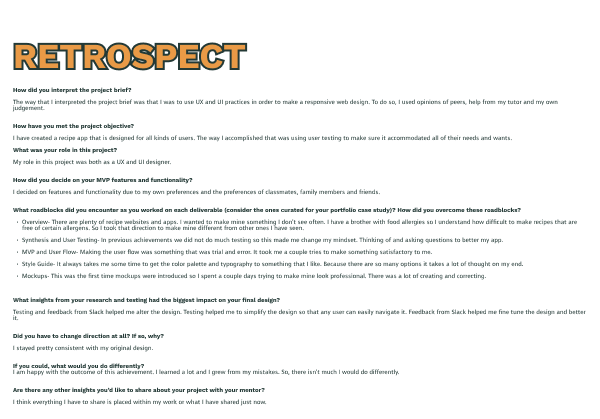 RETROSPECT
How did you interpret the project brief?
The way that I interpreted the project brief was that I was to use UX and UI practices in order to make a responsive web design. To do so, I used opinions of peers, help from my tutor and my own
judgement.
How have you met the project objective?
I have created a recipe app that is designed for all kinds of users. The way I accomplished that was using user testing to make sure it accommodated all of their needs and wants.
What was your role in this project?
My role in this project was both as a UX and UI designer.
How did you decide on your MVP features and functionality?
I decided on features and functionality due to my own preferences and the preferences of classmates, family members and friends.
What roadblocks did you encounter as you worked on each deliverable (consider the ones curated for your portfolio case study)? How did you overcome these roadblocks?
• Overview- There are plenty of recipe websites and apps. I wanted to make mine something I don't see often. I have a brother with food allergies so I understand how difficult to make recipes that are
free of certain allergens. So I took that direction to make mine different from other ones I have seen.
• Synthesis and User Testing- In previous achievements we did not do much testing so this made me change my mindset. Thinking of and asking questions to better my app.
• MVP and User Flow- Making the user flow was something that was trial and error. It took me a couple tries to make something satisfactory to me.
• Style Guide- It always takes me some time to get the color palette and typography to something that I like. Because there are so many options it takes a lot of thought on my end.
• Mockups- This was the first time mockups were introduced so I spent a couple days trying to make mine look professional. There was a lot of creating and correcting.
What insights from your research and testing had the biggest impact on your final design?
Testing and feedback from Slack helped me alter the design. Testing helped me to simplify the design so that any user can easily navigate it. Feedback from Slack helped me fine tune the design and better
it.
Did you have to change direction at all? If so, why?
I stayed pretty consistent with my original design.
If you could, what would you do differently?
I am happy with the outcome of this achievement. I learned a lot and I grew from my mistakes. So, there isn't much I would do differently.
Are there any other insights you'd like to share about your project with your mentor?
I think everything I have to share is placed within my work or what I have shared just now.